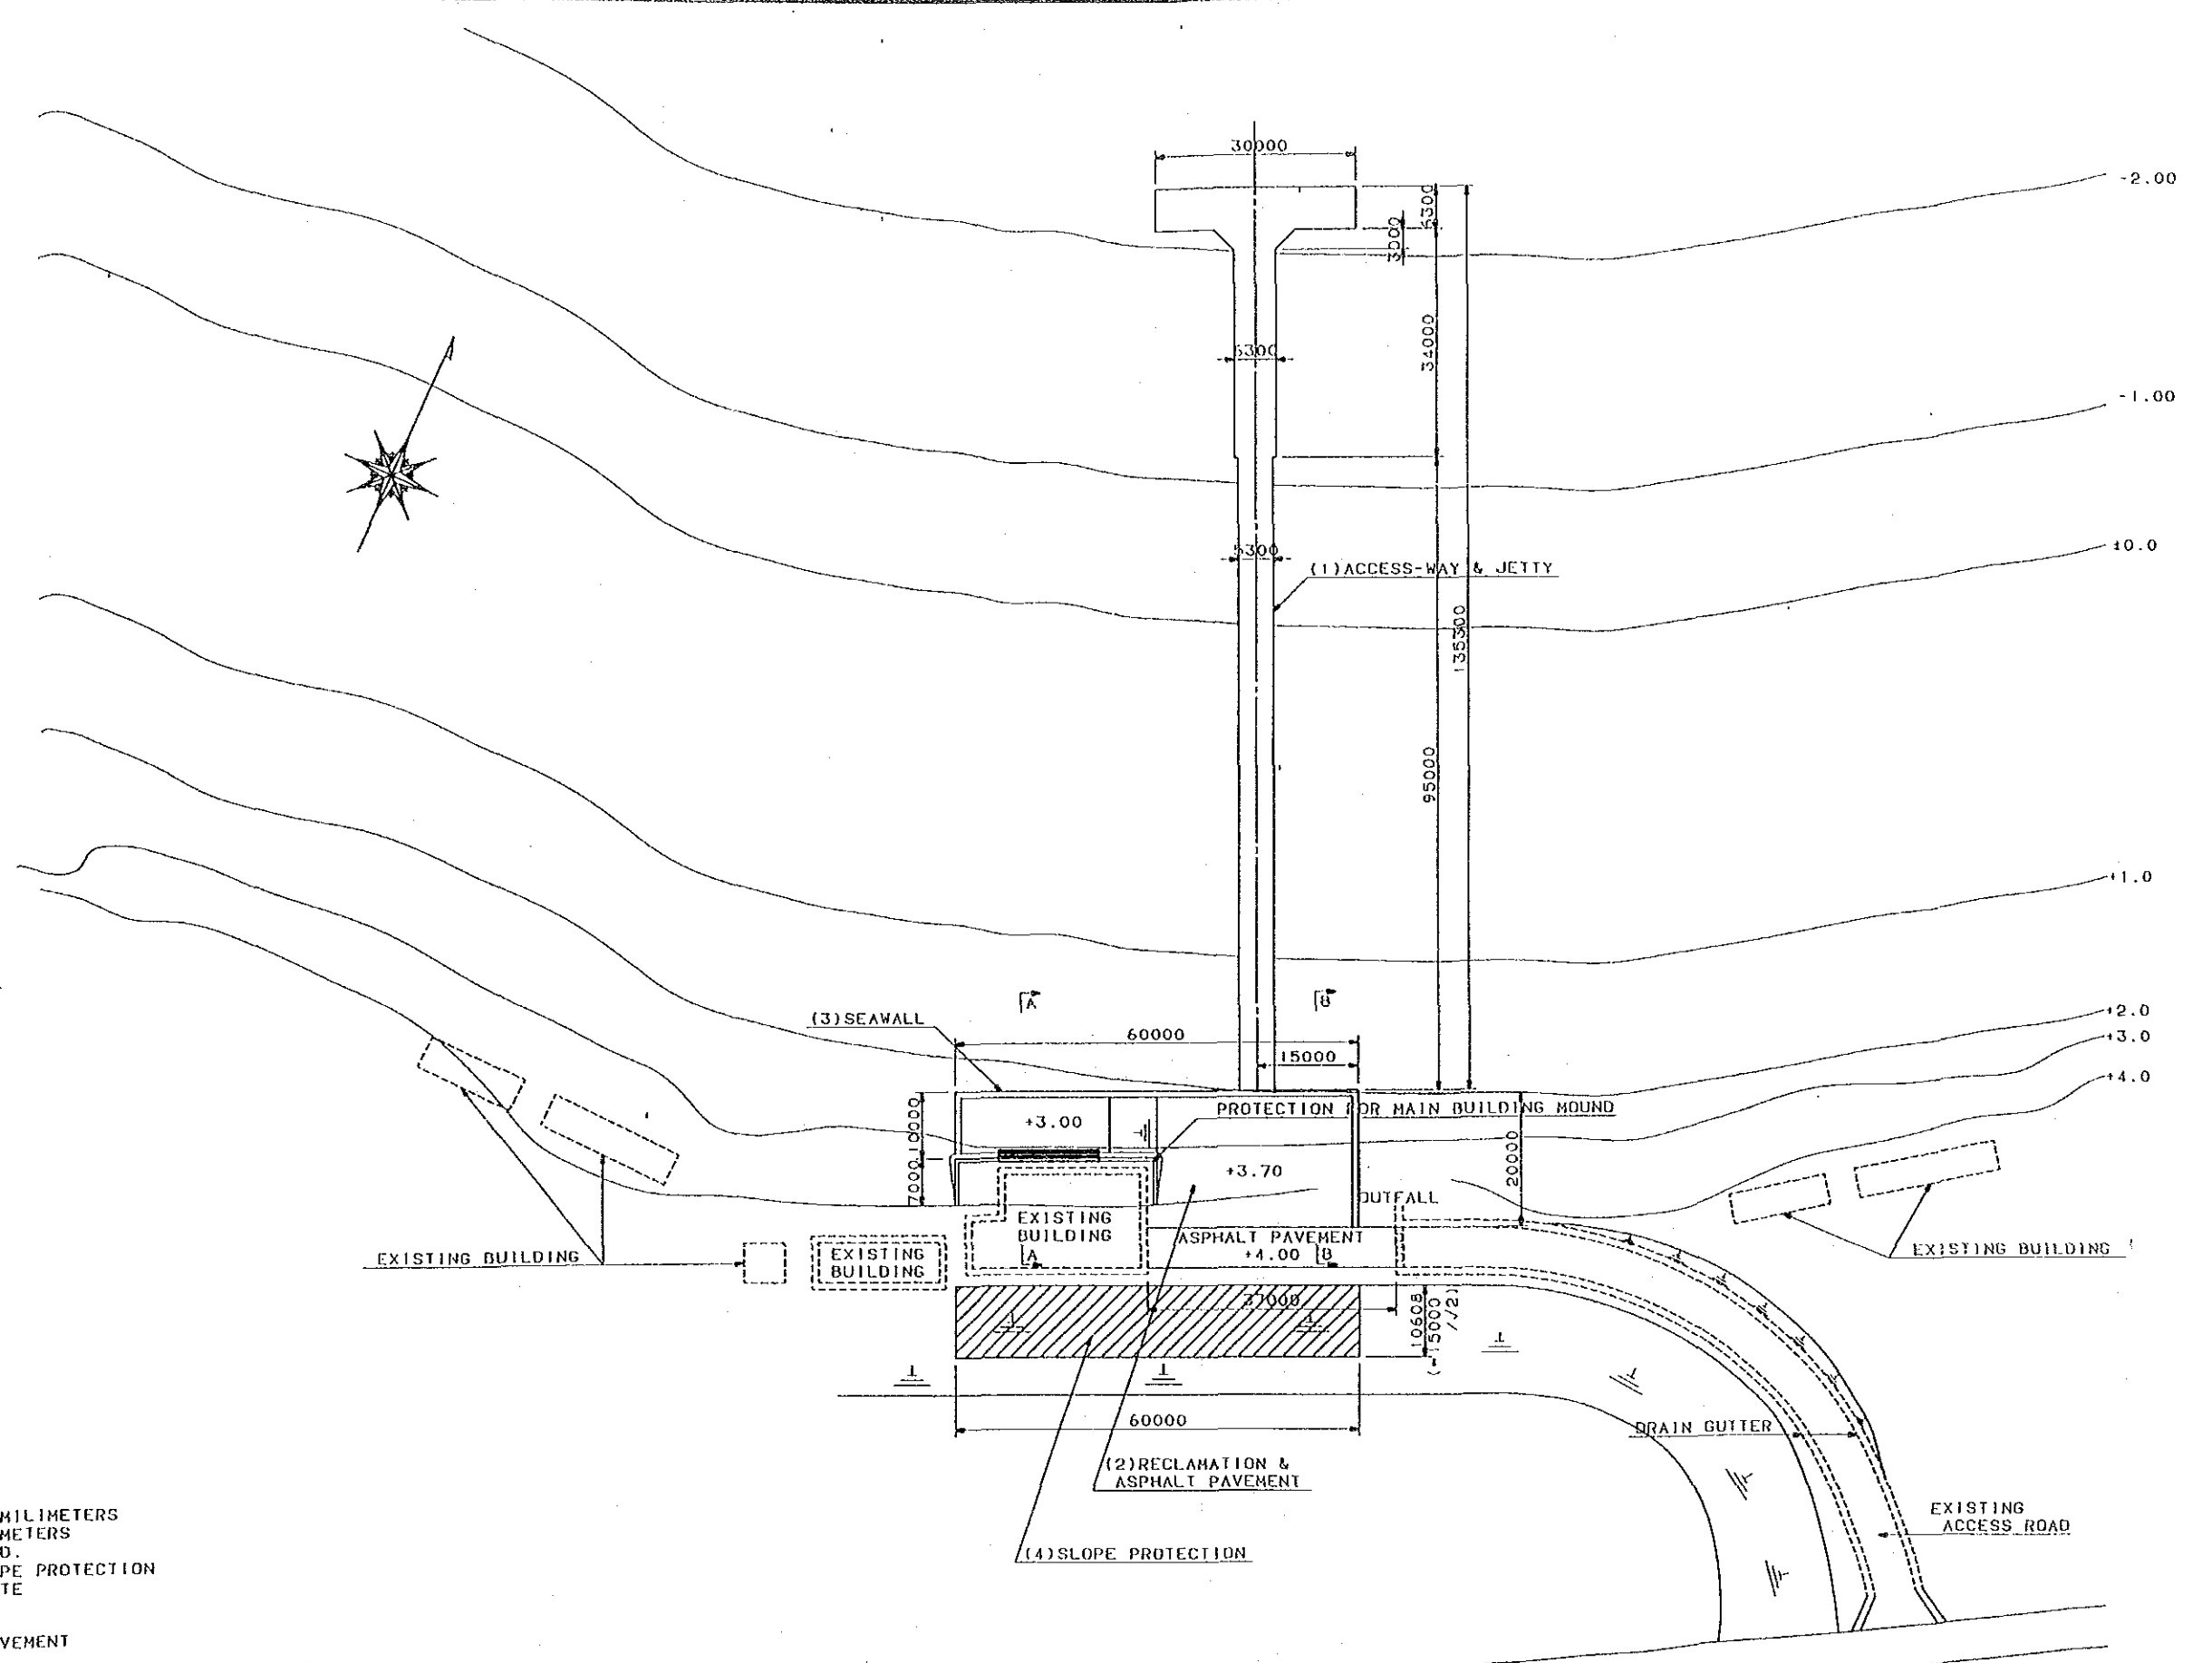 30000
-2.00
6300
3000
34000
6300
-1.00
5300
±0.0
(1)ACCESS-WAY & JETTY
135300
95000
+1.0
A
B
+2.0
(3)SEAWALL
60000
+3.0
15000
+4.0
10000
PROTECTION FOR MAIN BUILDING MOUND
+3.00
20000
7000
+3.70
OUTFALL
EXISTING
BUILDING
ASPHALT PAVEMENT
+4.00
A
B
EXISTING BUILDING
EXISTING
BUILDING
EXISTING BUILDING
37000
10608
(=15000
/√2)
60000
DRAIN GUTTER
(2)RECLAMATION &
ASPHALT PAVEMENT
EXISTING
ACCESS ROAD
(4)SLOPE PROTECTION
MILIMETERS
METERS
D.
PE PROTECTION
TE
VEMENT